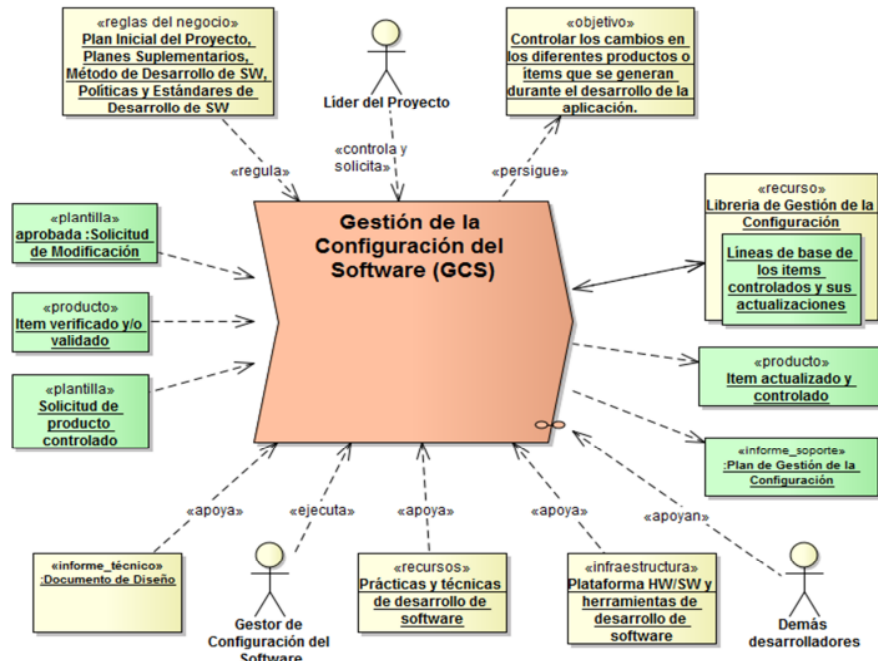 «reglas del negocio»
Plan Inicial del Proyecto,
Planes Suplementarios,
Método de Desarrollo de SW,
Políticas y Estándares de
Desarrollo de SW
Líder del Proyecto
«objetivo»
Controlar los cambios en
los diferentes productos o
ítems que se generan
durante el desarrollo de la
aplicación.
«regula»
«controla y
solicita»
«persigue»
«plantilla»
aprobada :Solicitud
de Modificación
«producto»
Item verificado y/o
validado
«plantilla»
Solicitud de
producto
controlado
Gestión de la
Configuración del
Software (GCS)
«recurso»
Libreria de Gestión de la
Configuración
Líneas de base de
los items
controlados y sus
actualizaciones
«producto»
Item actualizado y
controlado
«informe_soporte»
:Plan de Gestión de la
Configuración
«apoya»
«ejecuta»
«apoya»
«apoya»
«apoyan»
«informe_técnico»
:Documento de Diseño
Gestor de
Configuración del
Software
«recursos»
Prácticas y técnicas
de desarrollo de
software
«infraestructura»
Plataforma HW/SW y
herramientas de
desarrollo de
software
Demás
desarrolladores